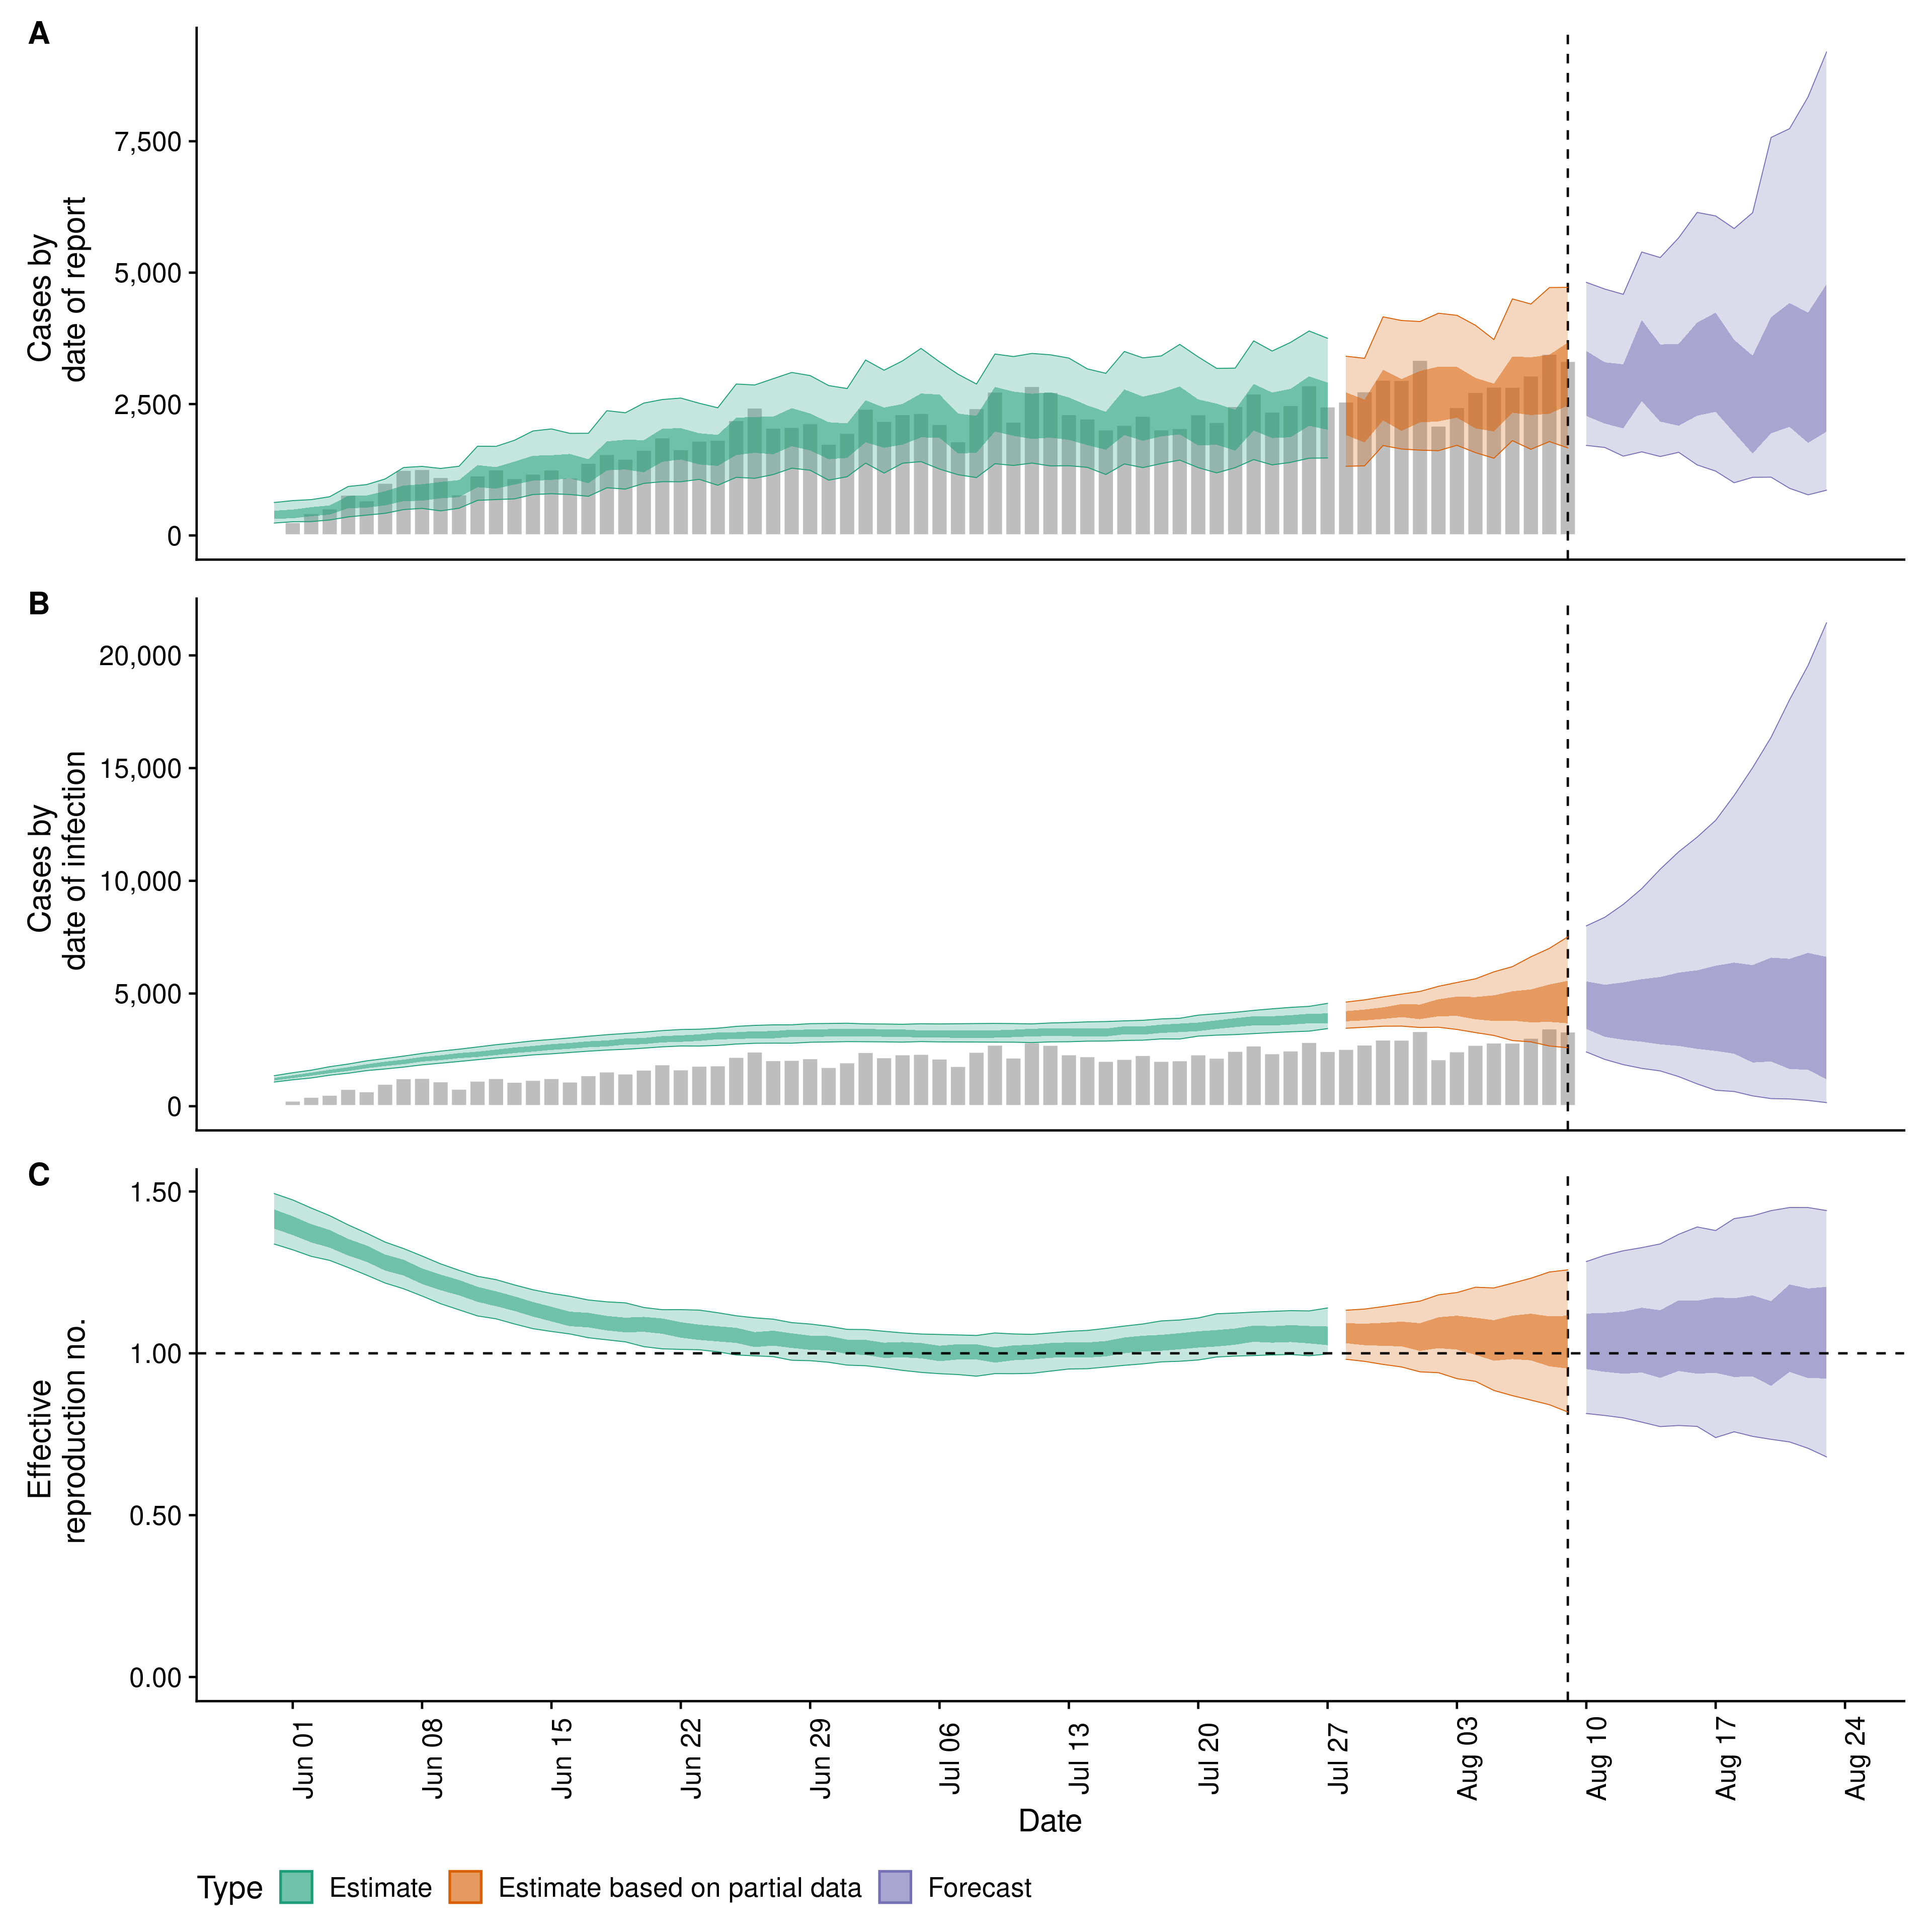 A
Cases by
date of report
7,500
5,000
2,500
0
B
Cases by
date of infection
20,000
15,000
10,000
5,000
0
C
Effective
reproduction no.
1.50
1.00
0.50
0.00
Jun 01
Jun 08
Jun 15
Jun 22
Jun 29
Jul 06
Jul 13
Jul 20
Jul 27
Aug 03
Aug 10
Aug 17
Aug 24
Date
Type Estimate Estimate based on partial data Forecast